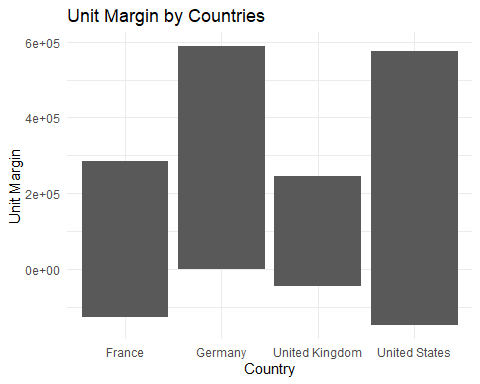 Unit Margin by Countries
6e+05
4e+05
2e+05
0e+00
Unit Margin
France Germany United Kingdom United States
Country